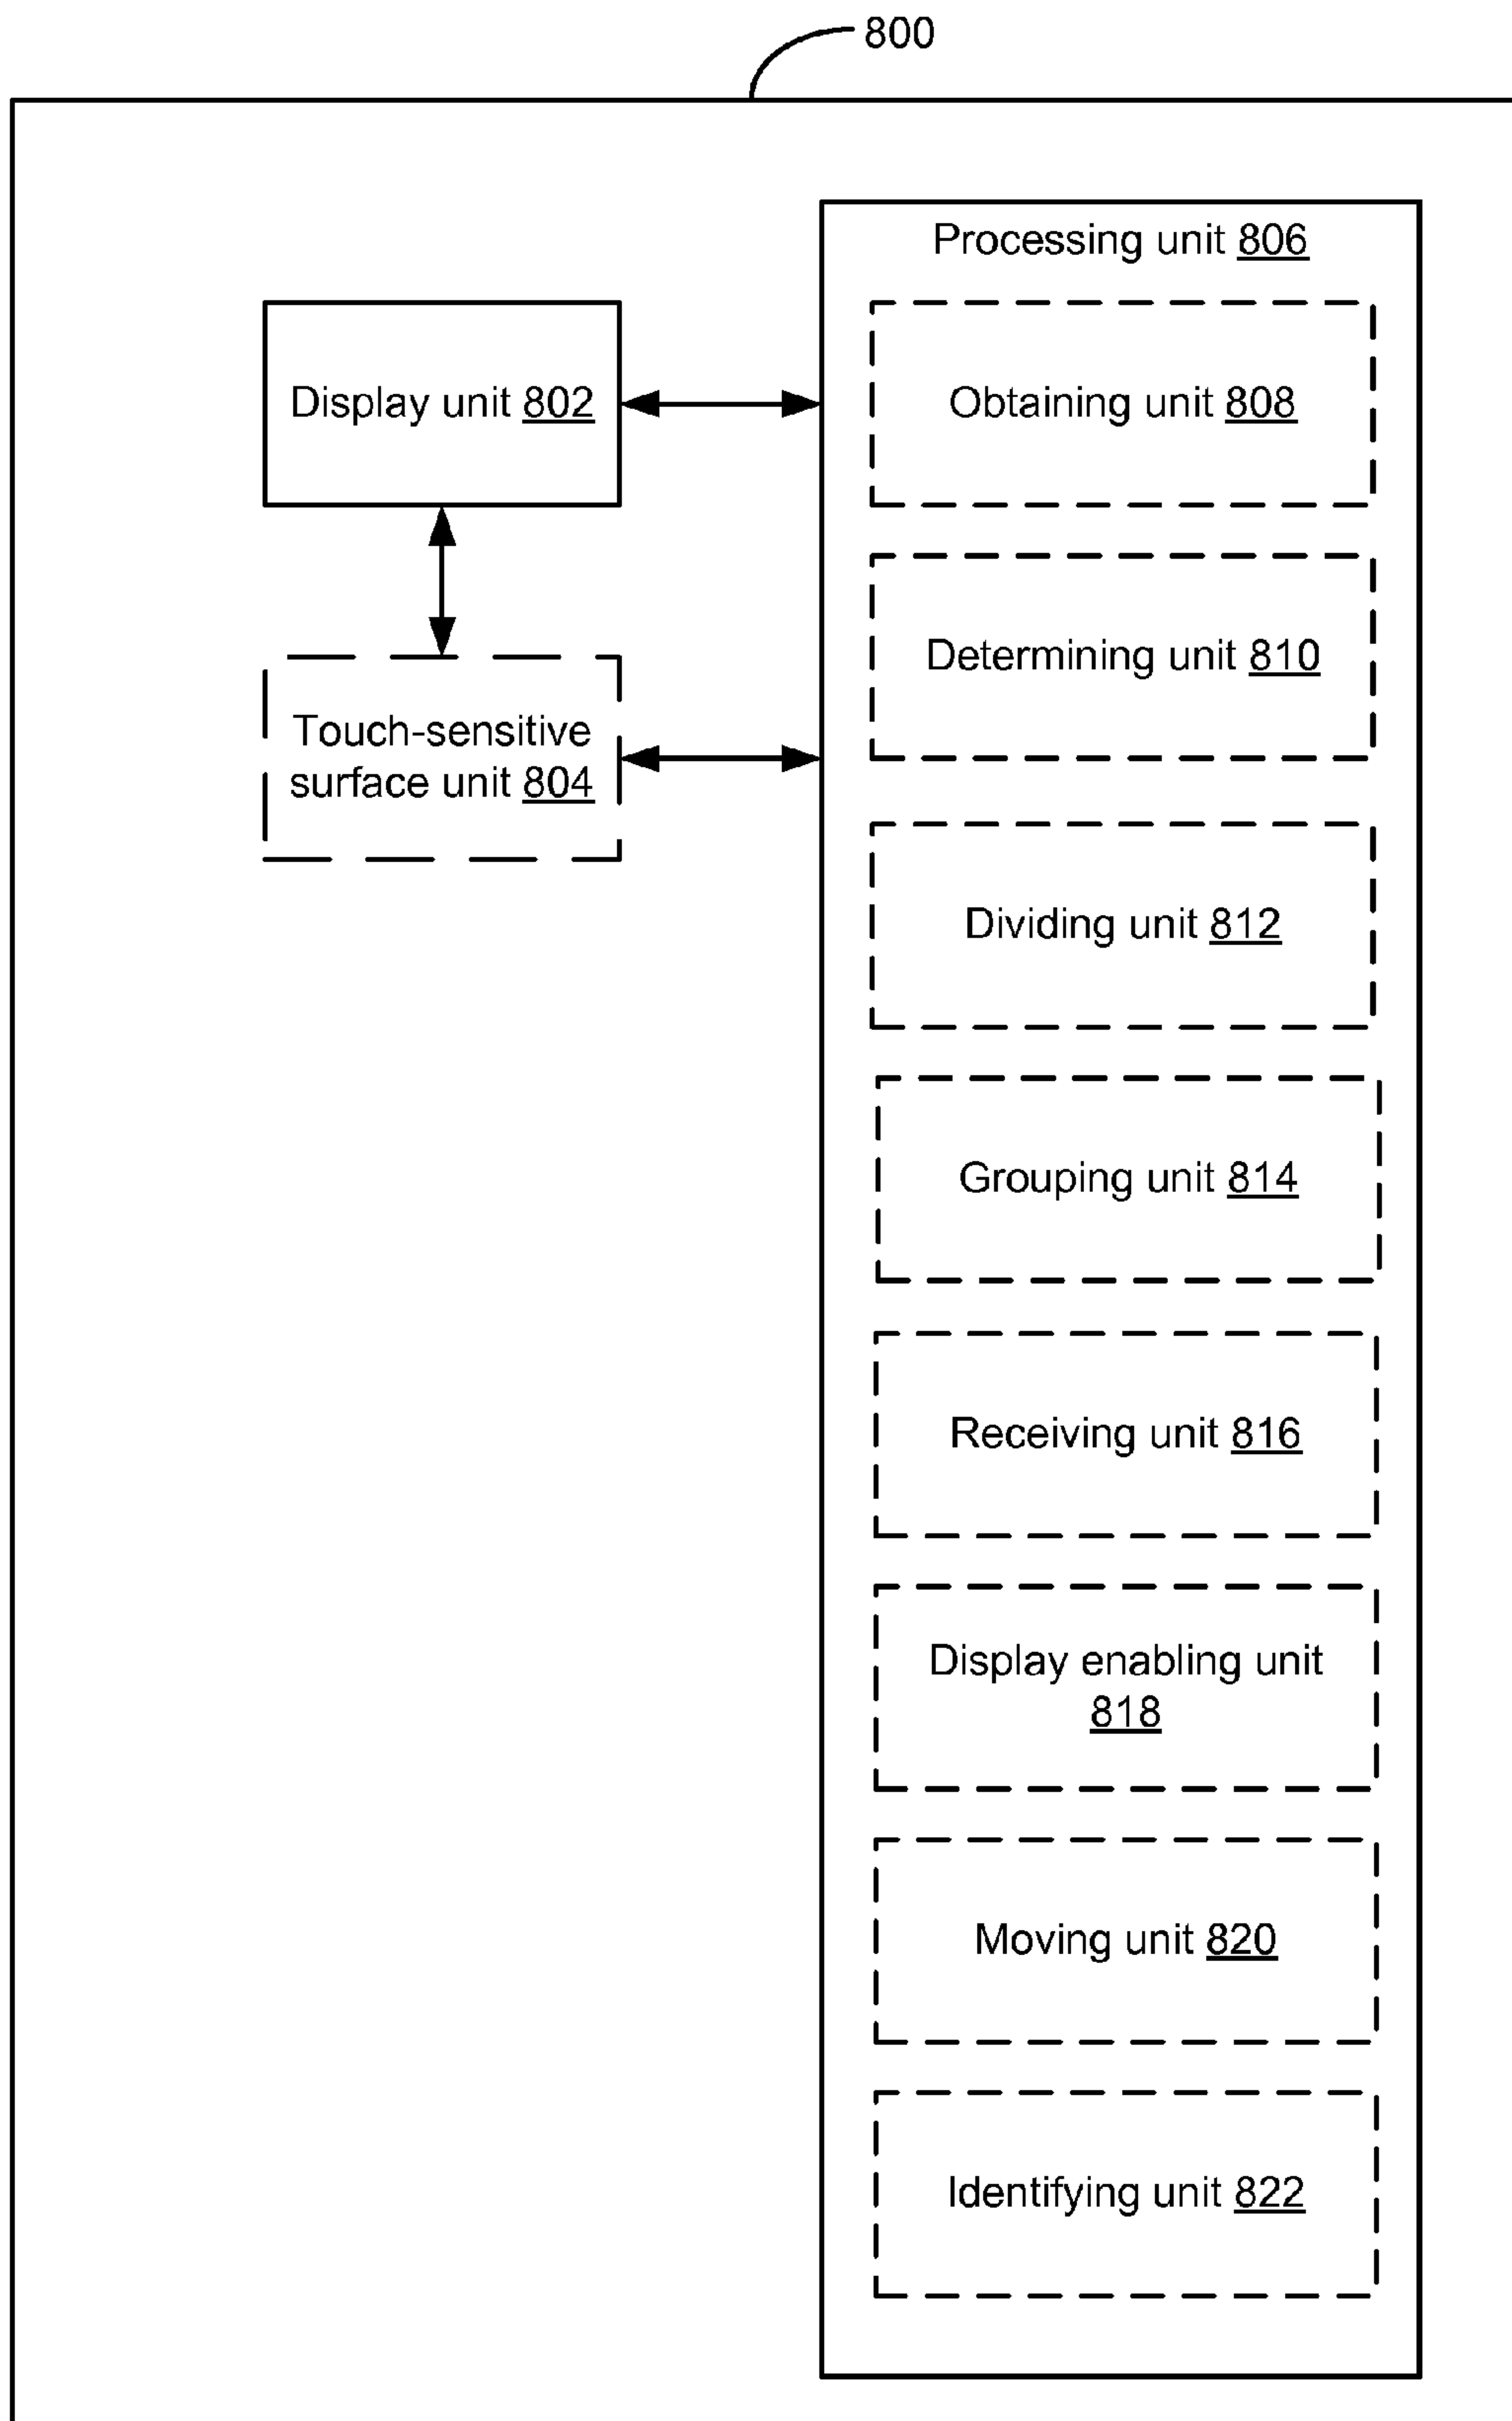 800
Processing unit 806
Display unit 802
Obtaining unit 808
Determining unit 810
Touch-sensitive
surface unit 804
Dividing unit 812
Grouping unit 814
Receiving unit 816
Display enabling unit
818
Moving unit 820
Identifying unit 822